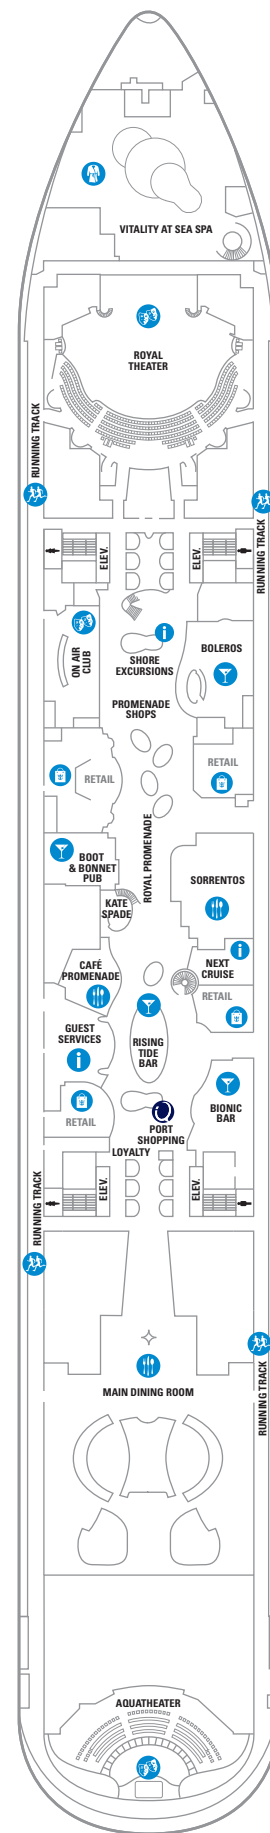 VITALITY AT SEA SPA
ROYAL
THEATER
RUNNING TRACK
RUNNING TRACK
ELEV.
ELEV.
ON AIR
CLUB
SHORE
EXCURSIONS
BOLEROS
PROMENADE
SHOPS
RETAIL
RETAIL
ROYAL PROMENADE
BOOT
& BONNET
PUB
SORRENTOS
KATE
SPADE
CAFÉ
PROMENADE
NEXT
CRUISE
RETAIL
GUEST
SERVICES
RISING
TIDE
BAR
RETAIL
PORT
SHOPPING
BIONIC
BAR
LOYALTY
ELEV.
ELEV.
RUNNING TRACK
RUNNING TRACK
MAIN DINING ROOM
AQUATHEATER